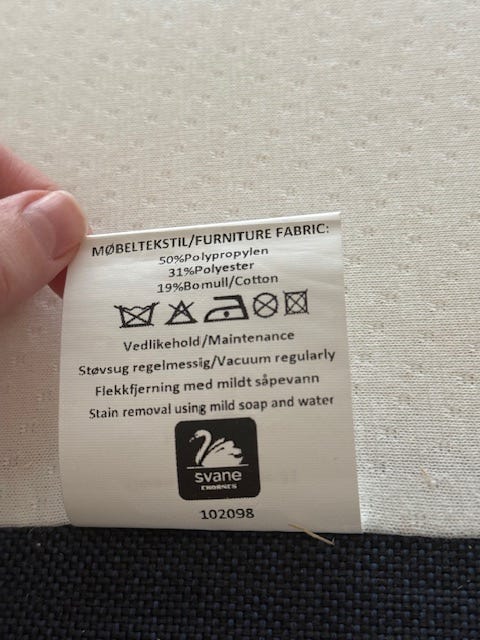 MØBELTEKSTIL/FURNITURE FABRIC:
50%Polypropylen
31%Polyester
19%Bomull/Cotton
Vedlikehold/Maintenance
Støvsug regelmessig/Vacuum regularly
Flekkfjerning med mildt såpevann
Stain removal using mild soap and water
svane
EKORNES
102098